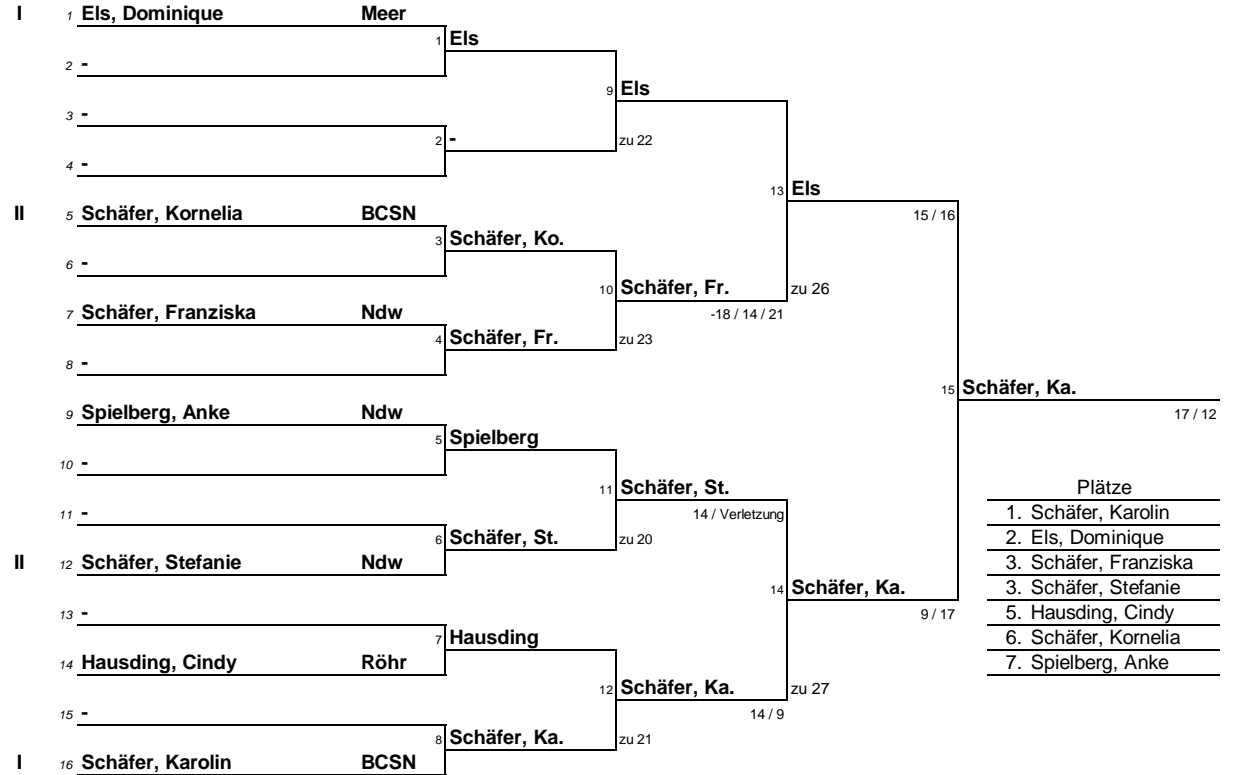 I 1 Els, Dominique Meer
1 Els
2 -
9 Els
3 -
2 - zu 22
4 -
13 Els
II 5 Schäfer, Kornelia BCSN 15 / 16
3 Schäfer, Ko.
6 -
10 Schäfer, Fr. zu 26
7 Schäfer, Franziska Ndw -18 / 14 / 21
4 Schäfer, Fr. zu 23
8 -
15 Schäfer, Ka.
9 Spielberg, Anke Ndw 17 / 12
5 Spielberg
10 -
11 Schäfer, St. Plätze
11 - 14 / Verletzung 1. Schäfer, Karolin
6 Schäfer, St. zu 20 2. Els, Dominique
II 12 Schäfer, Stefanie Ndw 3. Schäfer, Franziska
14 Schäfer, Ka. 3. Schäfer, Stefanie
13 - 9 / 17 5. Hausding, Cindy
7 Hausding 6. Schäfer, Kornelia
14 Hausding, Cindy Röhr 7. Spielberg, Anke
12 Schäfer, Ka. zu 27
15 - 14 / 9
8 Schäfer, Ka. zu 21
I 16 Schäfer, Karolin BCSN